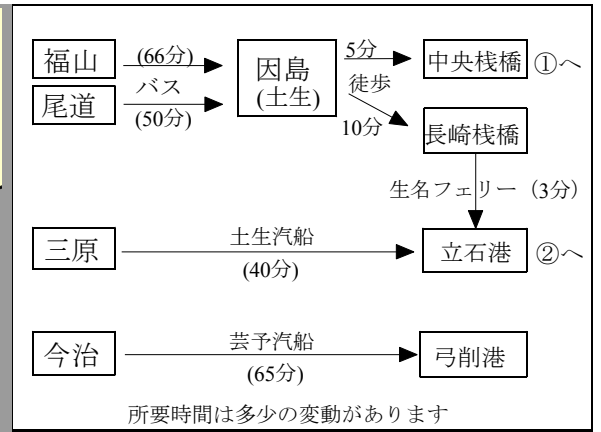 福山
(66分)
バス
尾道
(50分)
因島
(土生)
5分
徒歩
10分
中央桟橋
①へ
長崎桟橋
生名フェリー (3分)
三原
土生汽船
(40分)
立石港
②へ
今治
芸予汽船
(65分)
弓削港
所要時間は多少の変動があります